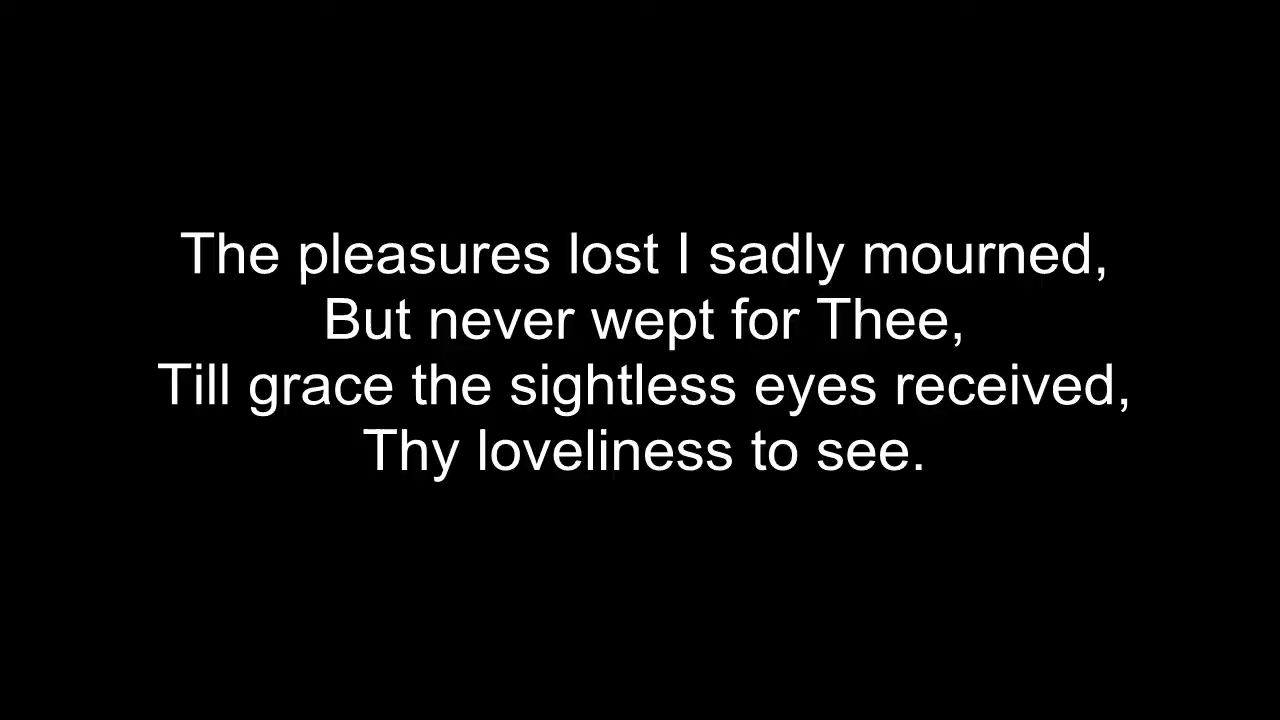 The pleasures lost I sadly mourned,
But never wept for Thee,
Till grace the sightless eyes received,
Thy loveliness to see.